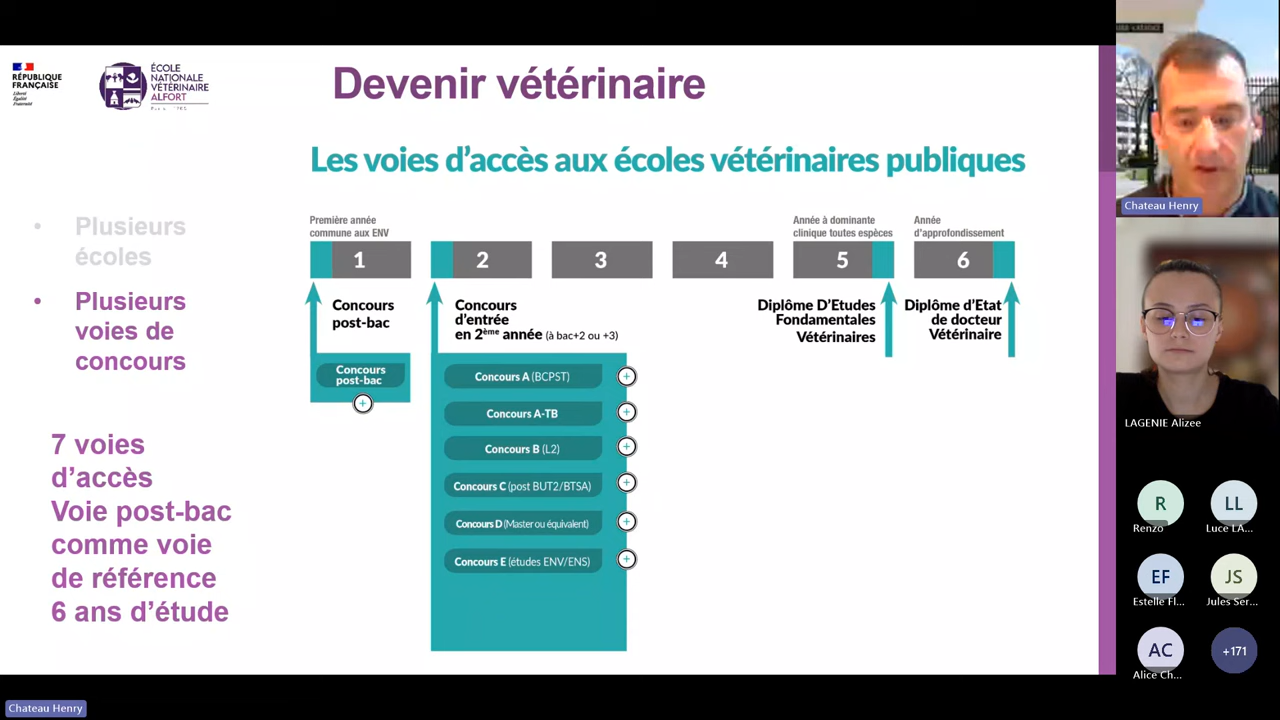 RÉPUBLIQUE
FRANÇAISE
Liberté
Égalité
Fraternité
ÉCOLE
NATIONALE
VÉTÉRINAIRE
ALFORT
Devenir vétérinaire
Les voies d'accès aux écoles vétérinaires publiques
• Plusieurs
écoles
• Plusieurs
voies de
concours
7 voies
d'accès
Voie post-bac
comme voie
de référence
6 ans d'étude
Première année
commune aux ENV
Année à dominante
clinique toutes espèces
Année
d'approfondissement
1 2 3 4 5 6
Concours
post-bac
Concours
post-bac
+
Concours
d'entrée
en 2ème année (à bac+2 ou +3)
Concours A (BCPST) +
Concours A-TB +
Concours B (L2) +
Concours C (post BUT2/BTSA) +
Concours D (Master ou équivalent) +
Concours E (études ENV/ENS) +
Diplôme D'Etudes
Fondamentales
Vétérinaires
Diplôme d'Etat
de docteur
Vétérinaire
Chateau Henry
LAGENIE Alizee
R
Renzo
LL
Luce LA...
EF
Estelle Fl...
JS
Jules Ser...
AC
Alice Ch...
+171
Chateau Henry